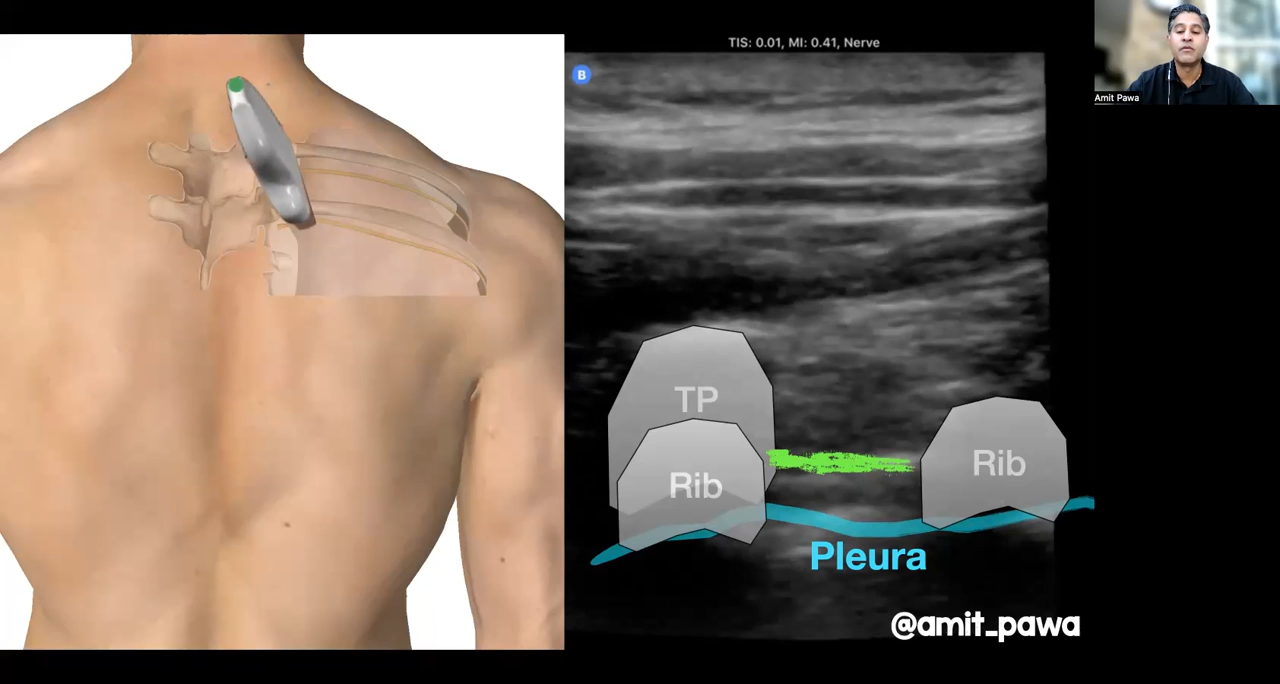 TIS: 0.01, MI: 0.41, Nerve
B
Amit Pawa
TP
Rib
Rib
Pleura
@amit_pawa